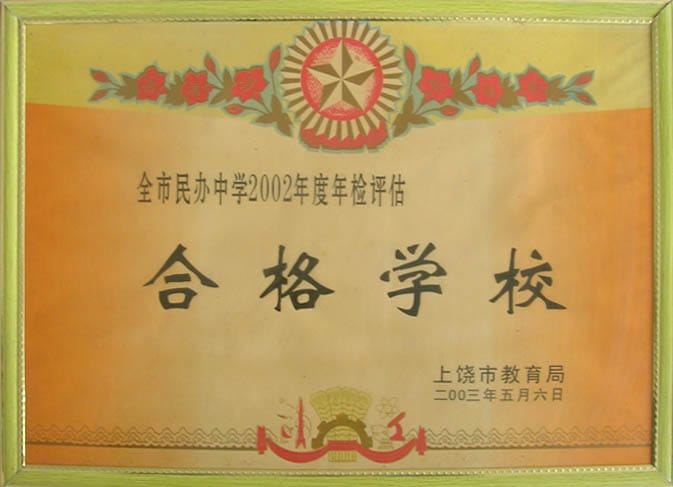 全市民办中学2002年度年检评估
合格学校
上饶市教育局
二00三年五月六日